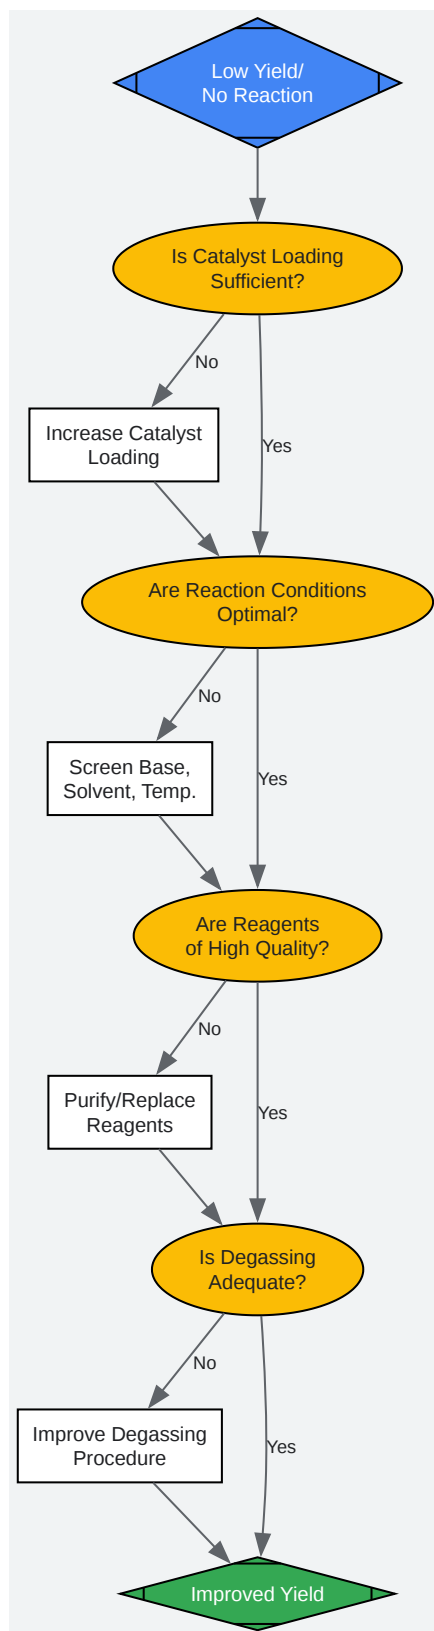 Low Yield/
No Reaction
Is Catalyst Loading
Sufficient?
No
Yes
Increase Catalyst
Loading
Are Reaction Conditions
Optimal?
No
Yes
Screen Base,
Solvent, Temp.
Are Reagents
of High Quality?
No
Yes
Purify/Replace
Reagents
Is Degassing
Adequate?
No
Yes
Improve Degassing
Procedure
Improved Yield